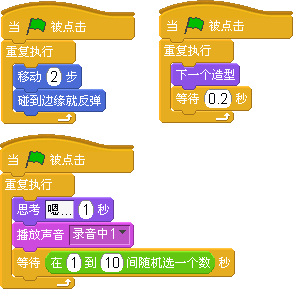 当 被点击
重复执行
移动 2 步
碰到边缘就反弹
当 被点击
重复执行
下一个造型
等待 0.2 秒
当 被点击
重复执行
思考 嗯... 1 秒
播放声音 录音中1
等待 在 1 到 10 间随机选一个数 秒